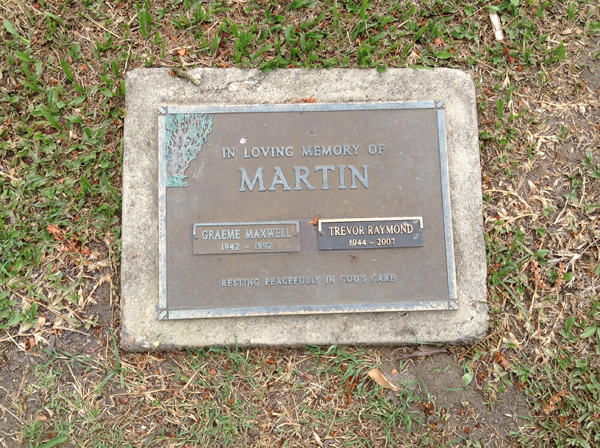 IN LOVING MEMORY OF
MARTIN
GRAEME MAXWELL
1942 - 1992
TREVOR RAYMOND
1944 - 2007
RESTING PEACEFULLY IN GOD'S CARE